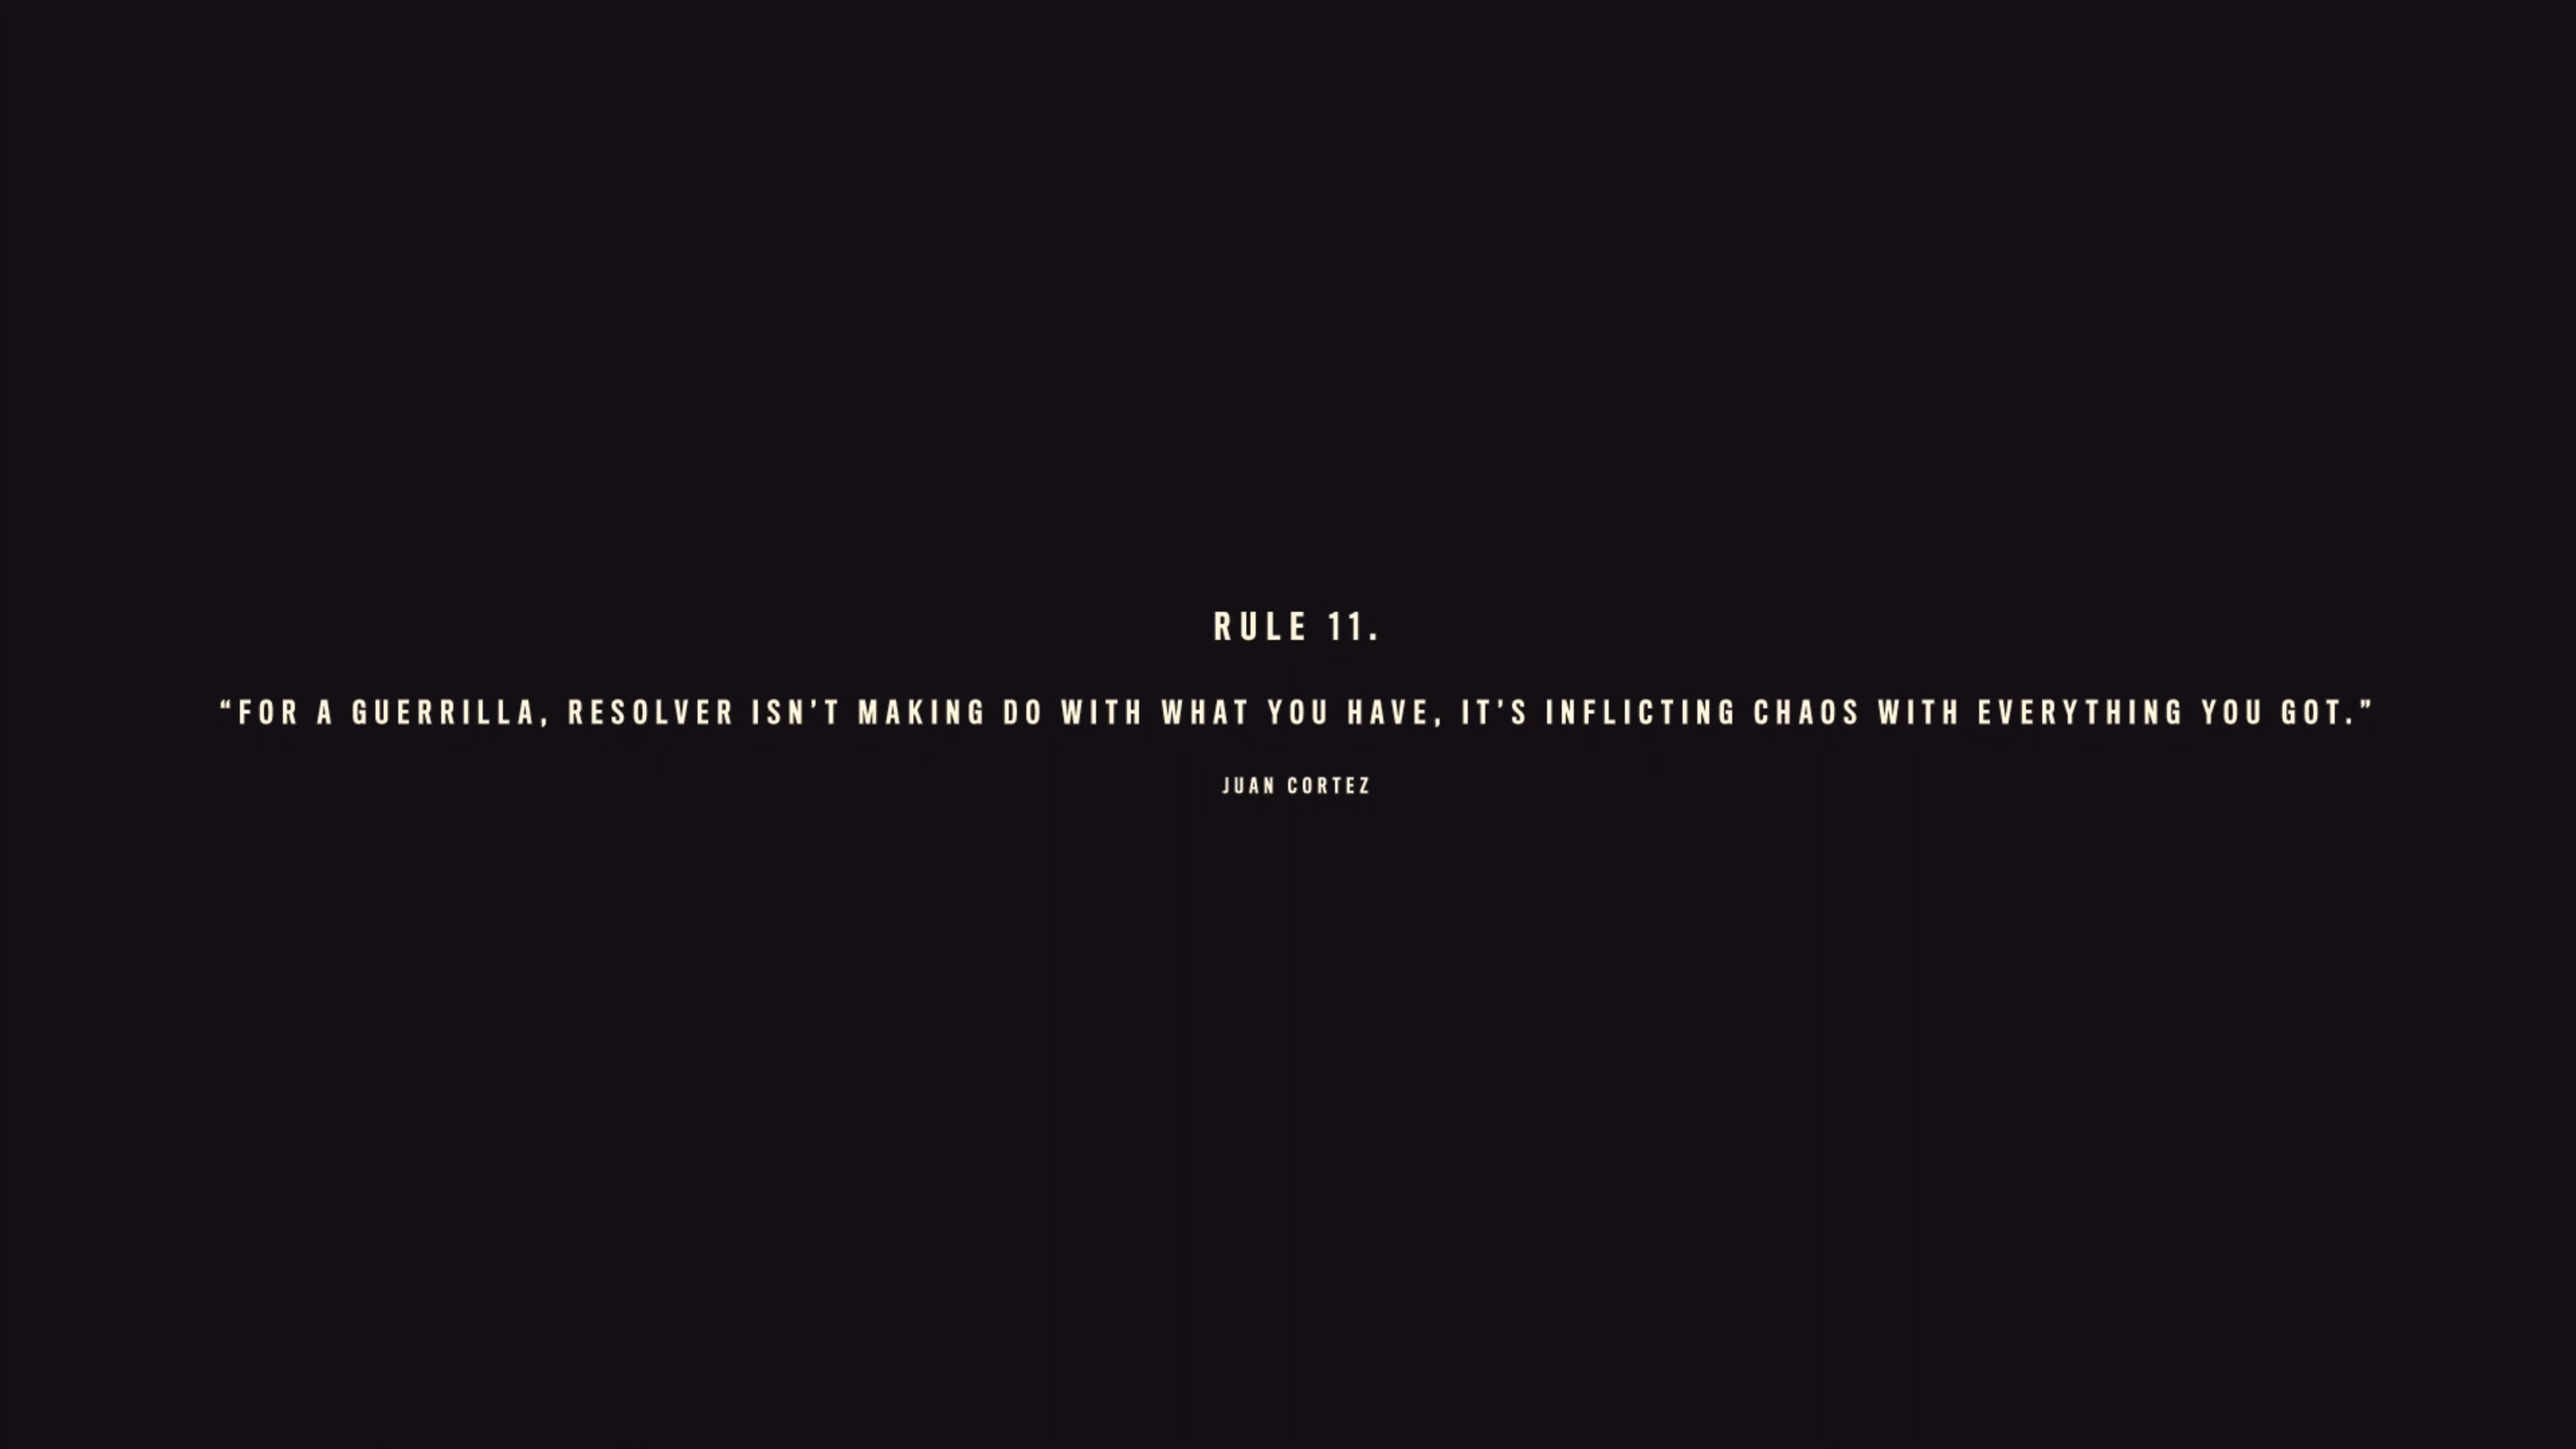 RULE 11.
“FOR A GUERRILLA, RESOLVER ISN’T MAKING DO WITH WHAT YOU HAVE, IT’S INFLICTING CHAOS WITH EVERYTHING YOU GOT.”
JUAN CORTEZ